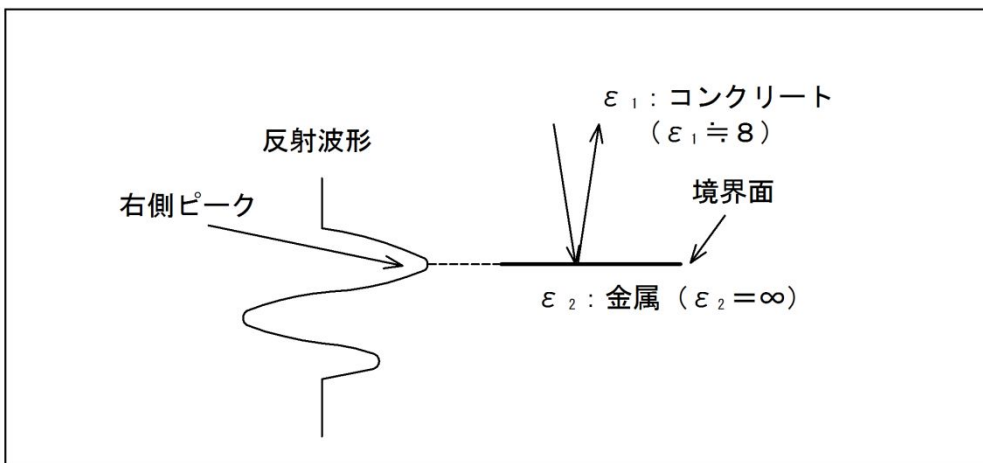 ε₁：コンクリート
（ε₁≒８）
反射波形
境界面
右側ピーク
ε₂：金属（ε₂＝∞）